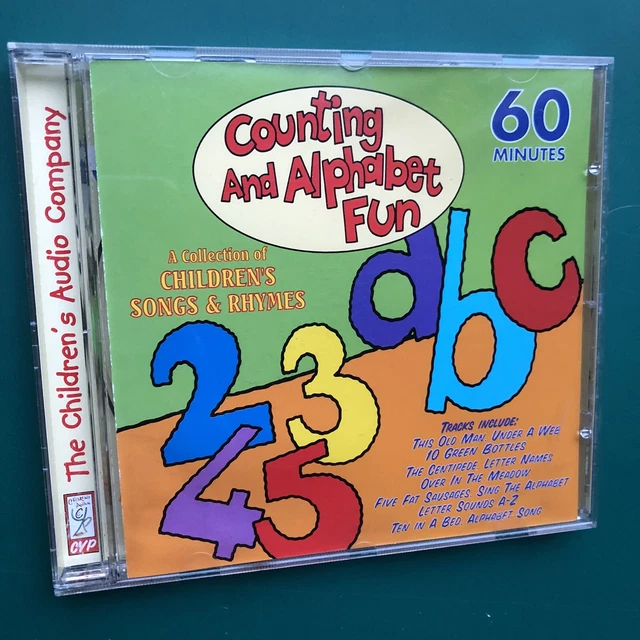 The Children's Audio Company
CYP
Counting
And Alphabet
Fun
60
MINUTES
A Collection of
CHILDREN'S
SONGS & RHYMES
a b c
2 3
4 5
TRACKS INCLUDE:
THIS OLD MAN, UNDER A WEB
10 GREEN BOTTLES
THE CENTIPEDE, LETTER NAMES
OVER IN THE MEADOW
FIVE FAT SAUSAGES, SING THE ALPHABET
LETTER SOUNDS A-Z
TEN IN A BED, ALPHABET SONG